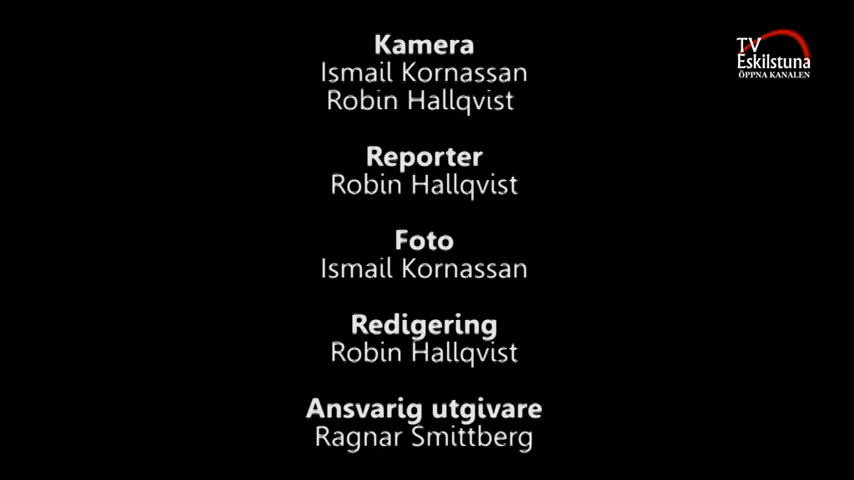 Kamera
Ismail Kornassan
Robin Hallqvist
Reporter
Robin Hallqvist
Foto
Ismail Kornassan
Redigering
Robin Hallqvist
Ansvarig utgivare
Ragnar Smittberg
TV
Eskilstuna
ÖPPNA KANALEN